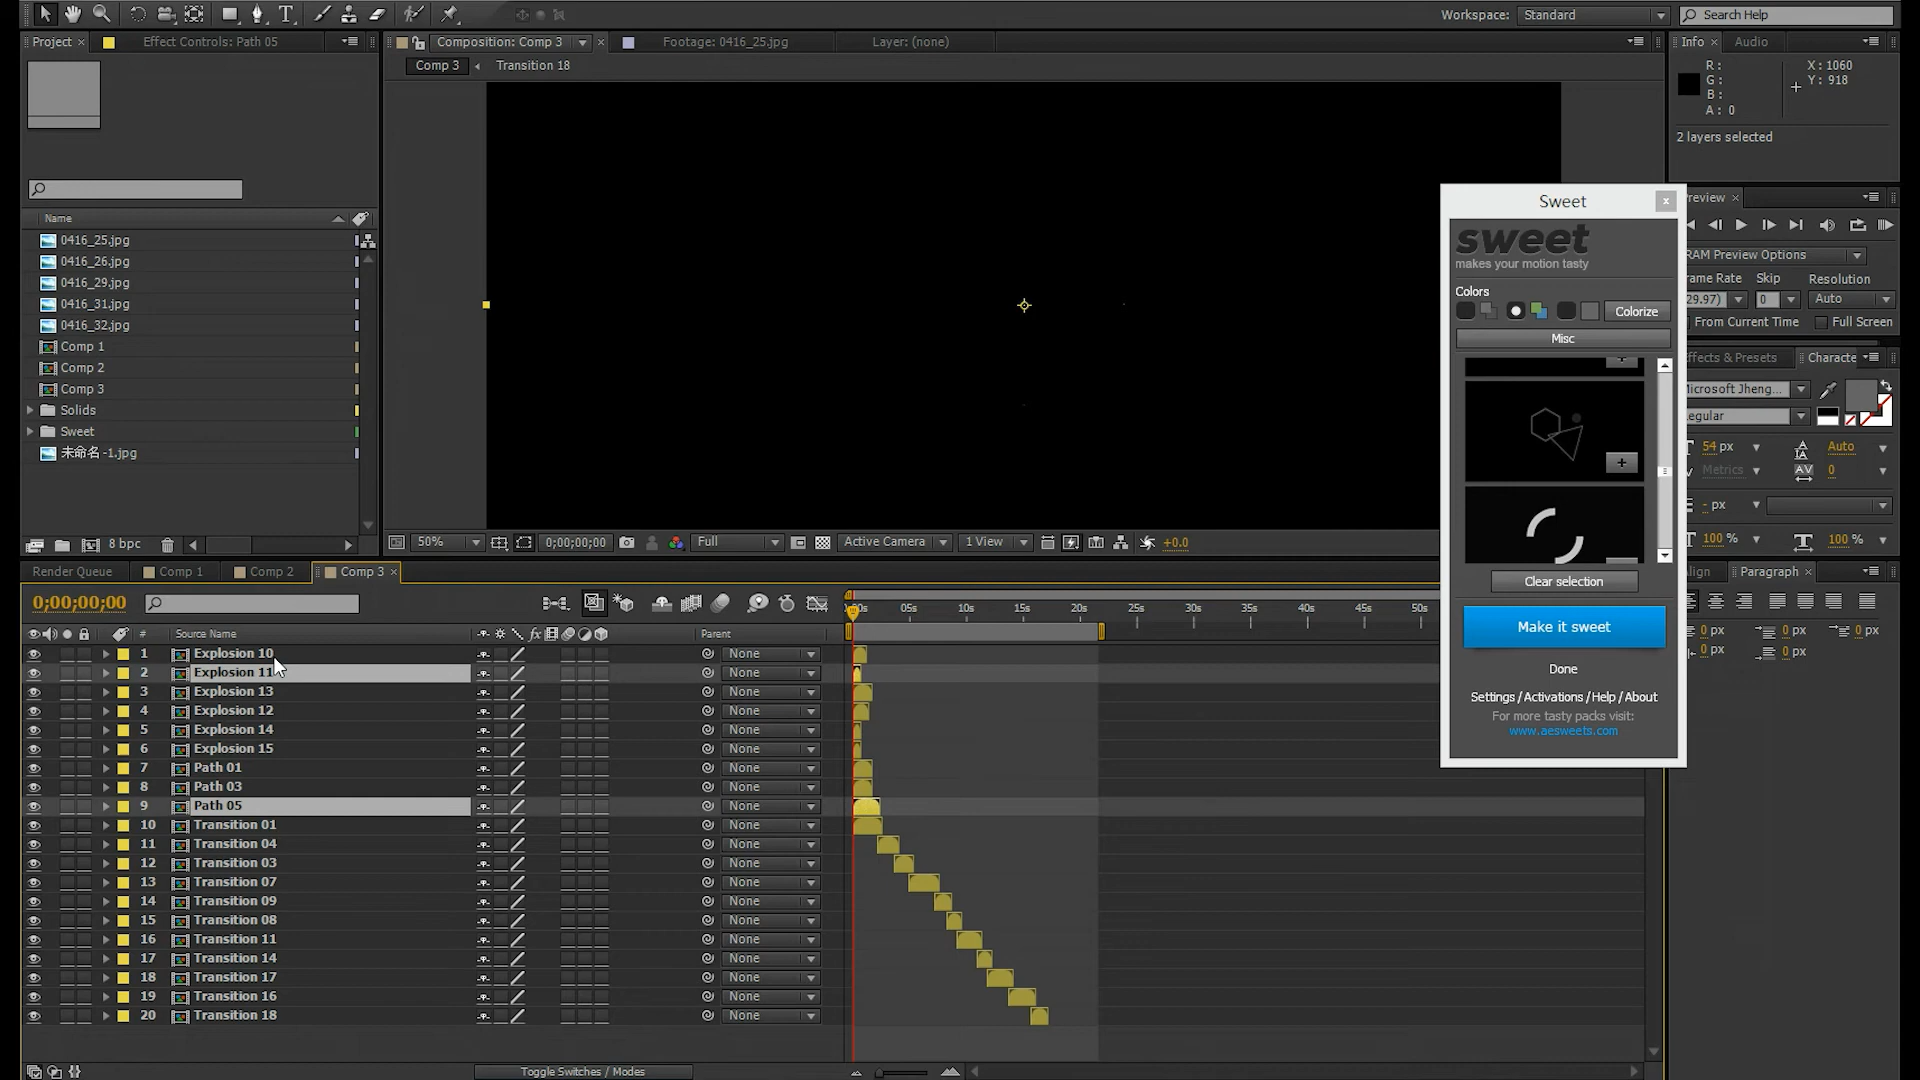 Workspace: Standard Search Help
Project × Effect Controls: Path 05 Composition: Comp 3 × Footage: 0416_25.jpg Layer: (none) Info × Audio
Comp 3 Transition 18
R: X: 1060
G: Y: 918
B:
A: 0
2 layers selected
Name
0416_25.jpg
0416_26.jpg
0416_29.jpg
0416_31.jpg
0416_32.jpg
Comp 1
Comp 2
Comp 3
Solids
Sweet
未命名 -1.jpg
8 bpc
50% 0;00;00;00 Full Active Camera 1 View +0.0
Sweet
sweet
makes your motion tasty
Colors
Colorize
Misc
Clear selection
Make it sweet
Done
Settings / Activations / Help / About
For more tasty packs visit:
www.aesweets.com
review ×
RAM Preview Options
rame Rate Skip Resolution
29.97) 0 Auto
From Current Time Full Screen
ffects & Presets Characte
Microsoft Jheng...
egular
54 px Auto
Metrics 0
- px
100 % 100 %
lign Paragraph ×
0 px 0 px 0 px
0 px 0 px
Render Queue Comp 1 Comp 2 Comp 3 ×
0;00;00;00
00s 05s 10s 15s 20s 25s 30s 35s 40s 45s 50s
# Source Name Parent
1 Explosion 10 None
2 Explosion 11 None
3 Explosion 13 None
4 Explosion 12 None
5 Explosion 14 None
6 Explosion 15 None
7 Path 01 None
8 Path 03 None
9 Path 05 None
10 Transition 01 None
11 Transition 04 None
12 Transition 03 None
13 Transition 07 None
14 Transition 09 None
15 Transition 08 None
16 Transition 11 None
17 Transition 14 None
18 Transition 17 None
19 Transition 16 None
20 Transition 18 None
Toggle Switches / Modes